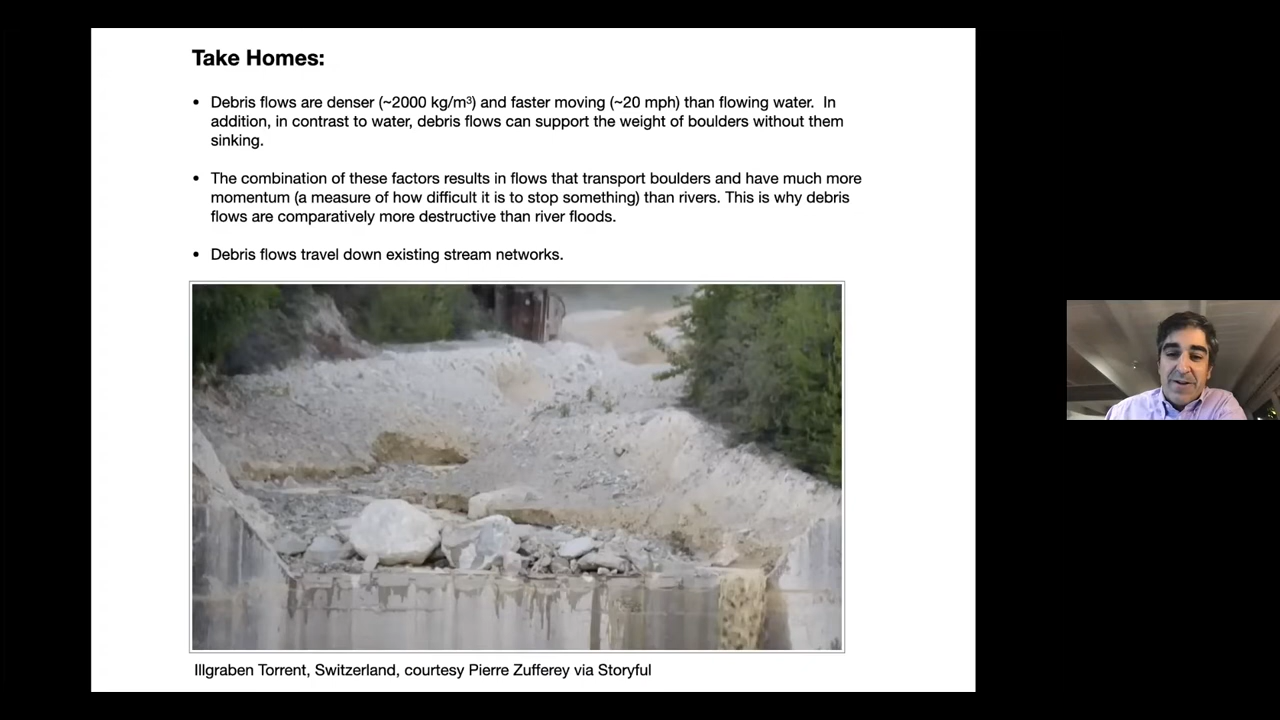 Take Homes:
• Debris flows are denser (~2000 kg/m³) and faster moving (~20 mph) than flowing water.  In
addition, in contrast to water, debris flows can support the weight of boulders without them
sinking.
• The combination of these factors results in flows that transport boulders and have much more
momentum (a measure of how difficult it is to stop something) than rivers. This is why debris
flows are comparatively more destructive than river floods.
• Debris flows travel down existing stream networks.
Illgraben Torrent, Switzerland, courtesy Pierre Zufferey via Storyful